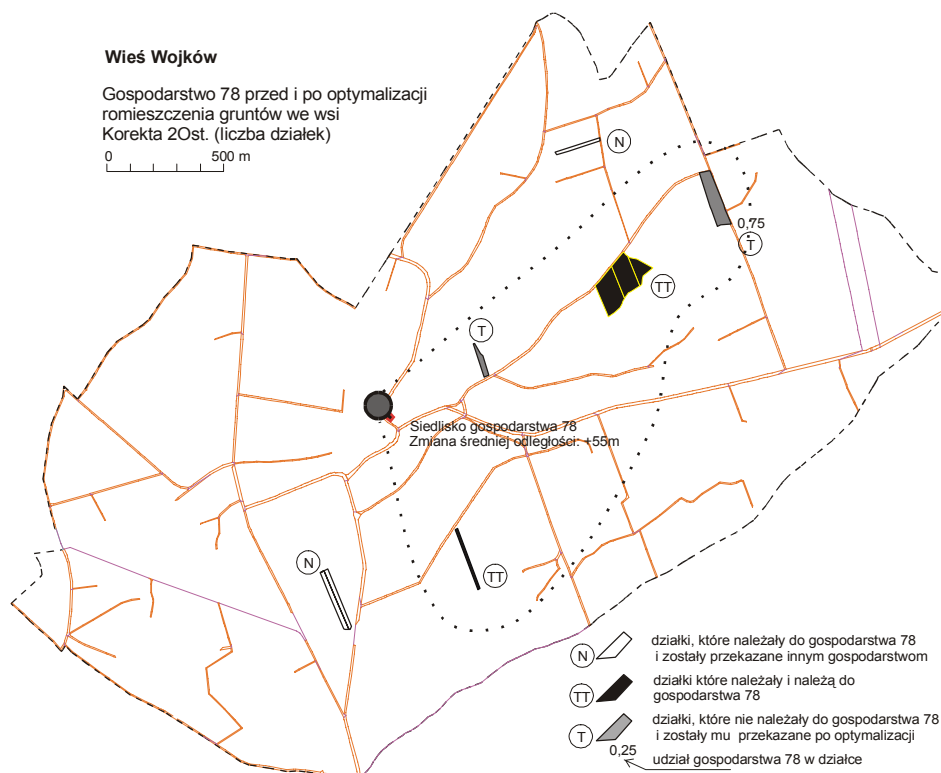 Wieś Wojków
Gospodarstwo 78 przed i po optymalizacji
romieszczenia gruntów we wsi
Korekta 2Ost. (liczba działek)
0 500 m
N
0,75
T
TT
T
Siedlisko gospodarstwa 78
Zmiana średniej odległości: +55m
N
TT
N działki, które należały do gospodarstwa 78
i zostały przekazane innym gospodarstwom
TT działki które należały i należą do
gospodarstwa 78
T działki, które nie należały do gospodarstwa 78
i zostały mu przekazane po optymalizacji
0,25 udział gospodarstwa 78 w działce